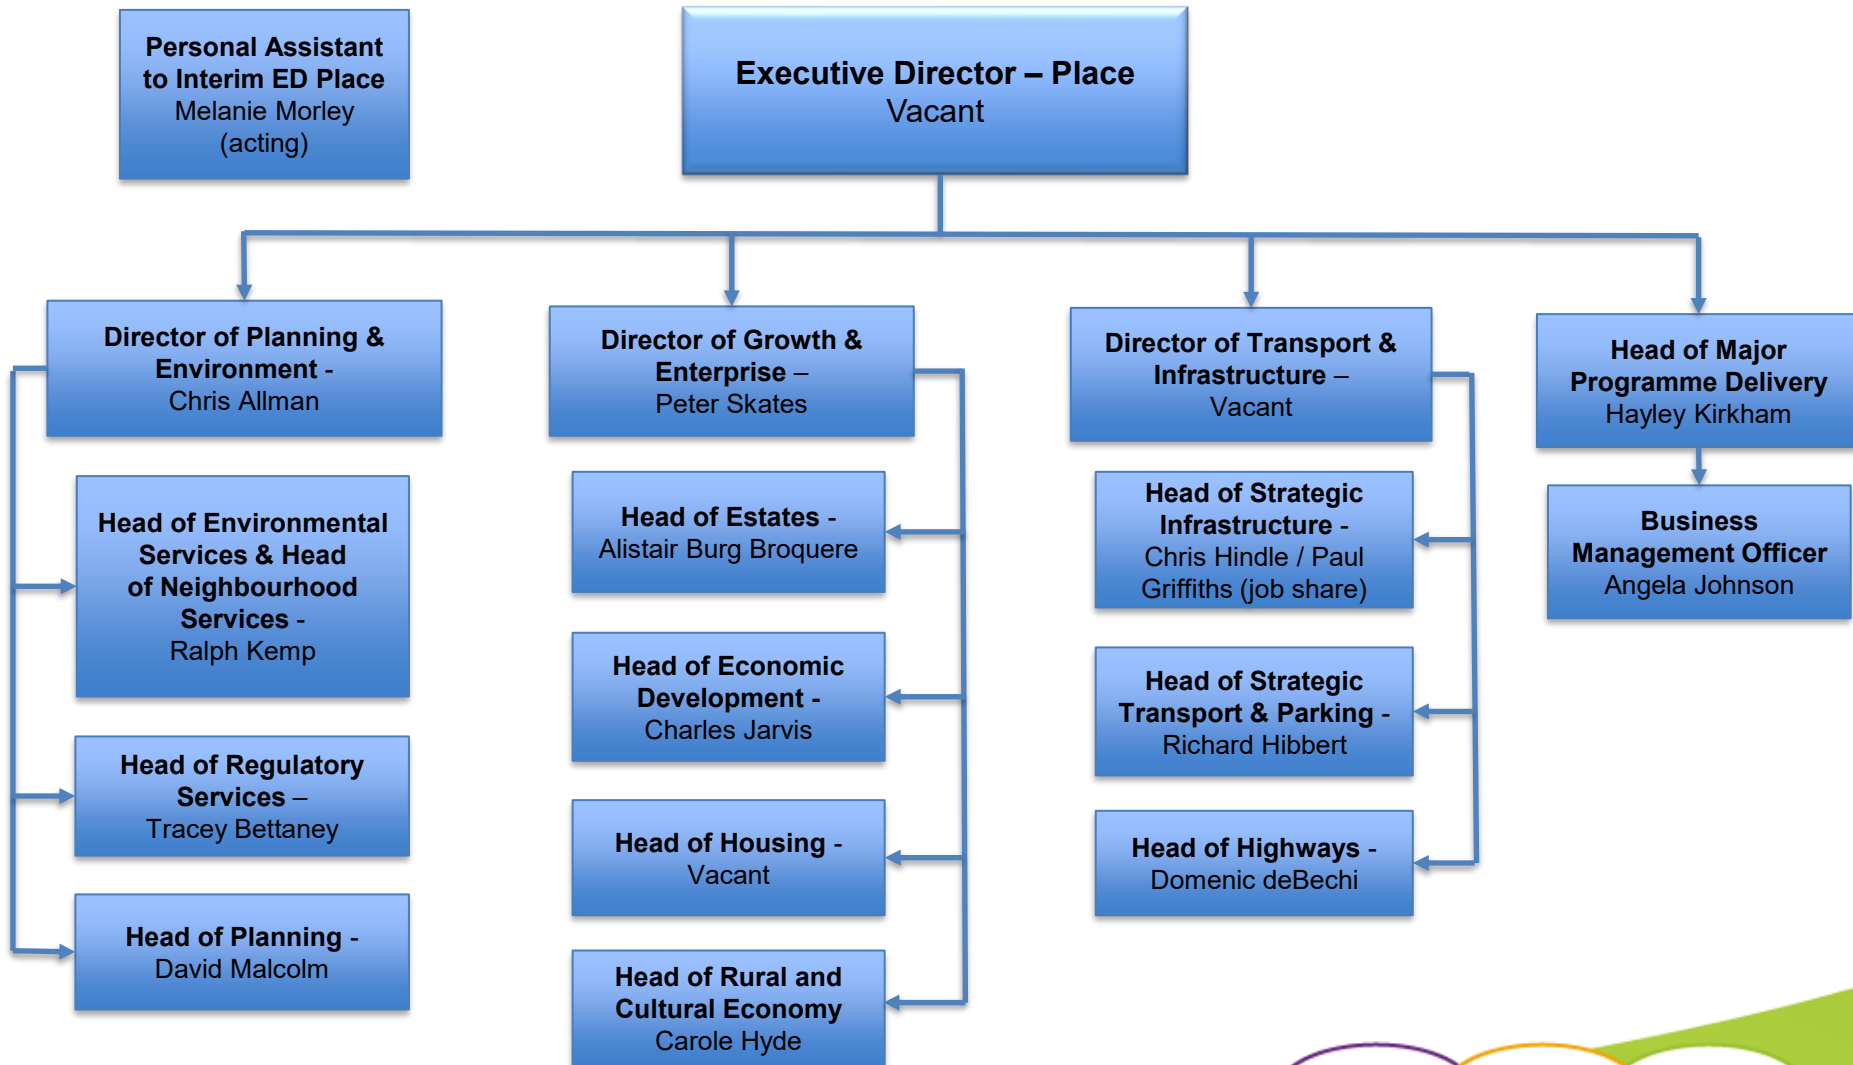 Personal Assistant
to Interim ED Place
Melanie Morley
(acting)
Executive Director – Place
Vacant
Director of Planning &
Environment -
Chris Allman
Head of Environmental
Services & Head
of Neighbourhood
Services -
Ralph Kemp
Head of Regulatory
Services –
Tracey Bettaney
Head of Planning -
David Malcolm
Director of Growth &
Enterprise –
Peter Skates
Head of Estates -
Alistair Burg Broquere
Head of Economic
Development -
Charles Jarvis
Head of Housing -
Vacant
Head of Rural and
Cultural Economy
Carole Hyde
Director of Transport &
Infrastructure –
Vacant
Head of Strategic
Infrastructure -
Chris Hindle / Paul
Griffiths (job share)
Head of Strategic
Transport & Parking -
Richard Hibbert
Head of Highways -
Domenic deBechi
Head of Major
Programme Delivery
Hayley Kirkham
Business
Management Officer
Angela Johnson